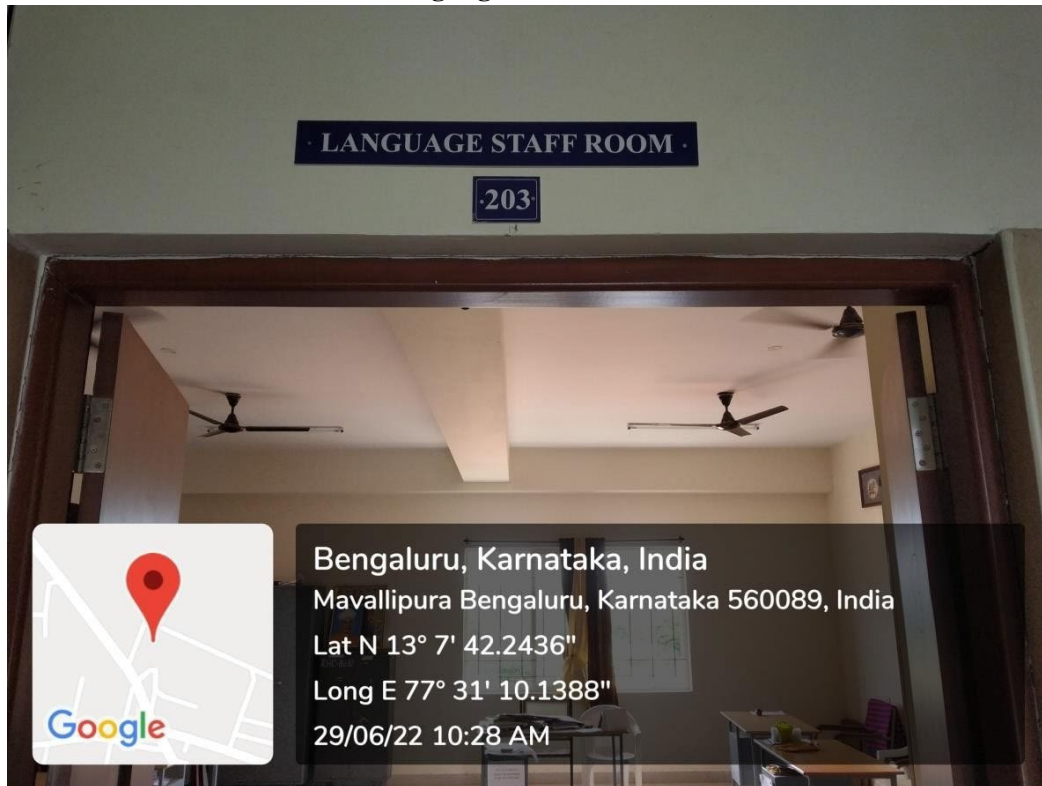 · LANGUAGE STAFF ROOM ·
·203·
Bengaluru, Karnataka, India
Mavallipura Bengaluru, Karnataka 560089, India
Lat N 13° 7' 42.2436"
Long E 77° 31' 10.1388"
29/06/22 10:28 AM
Google